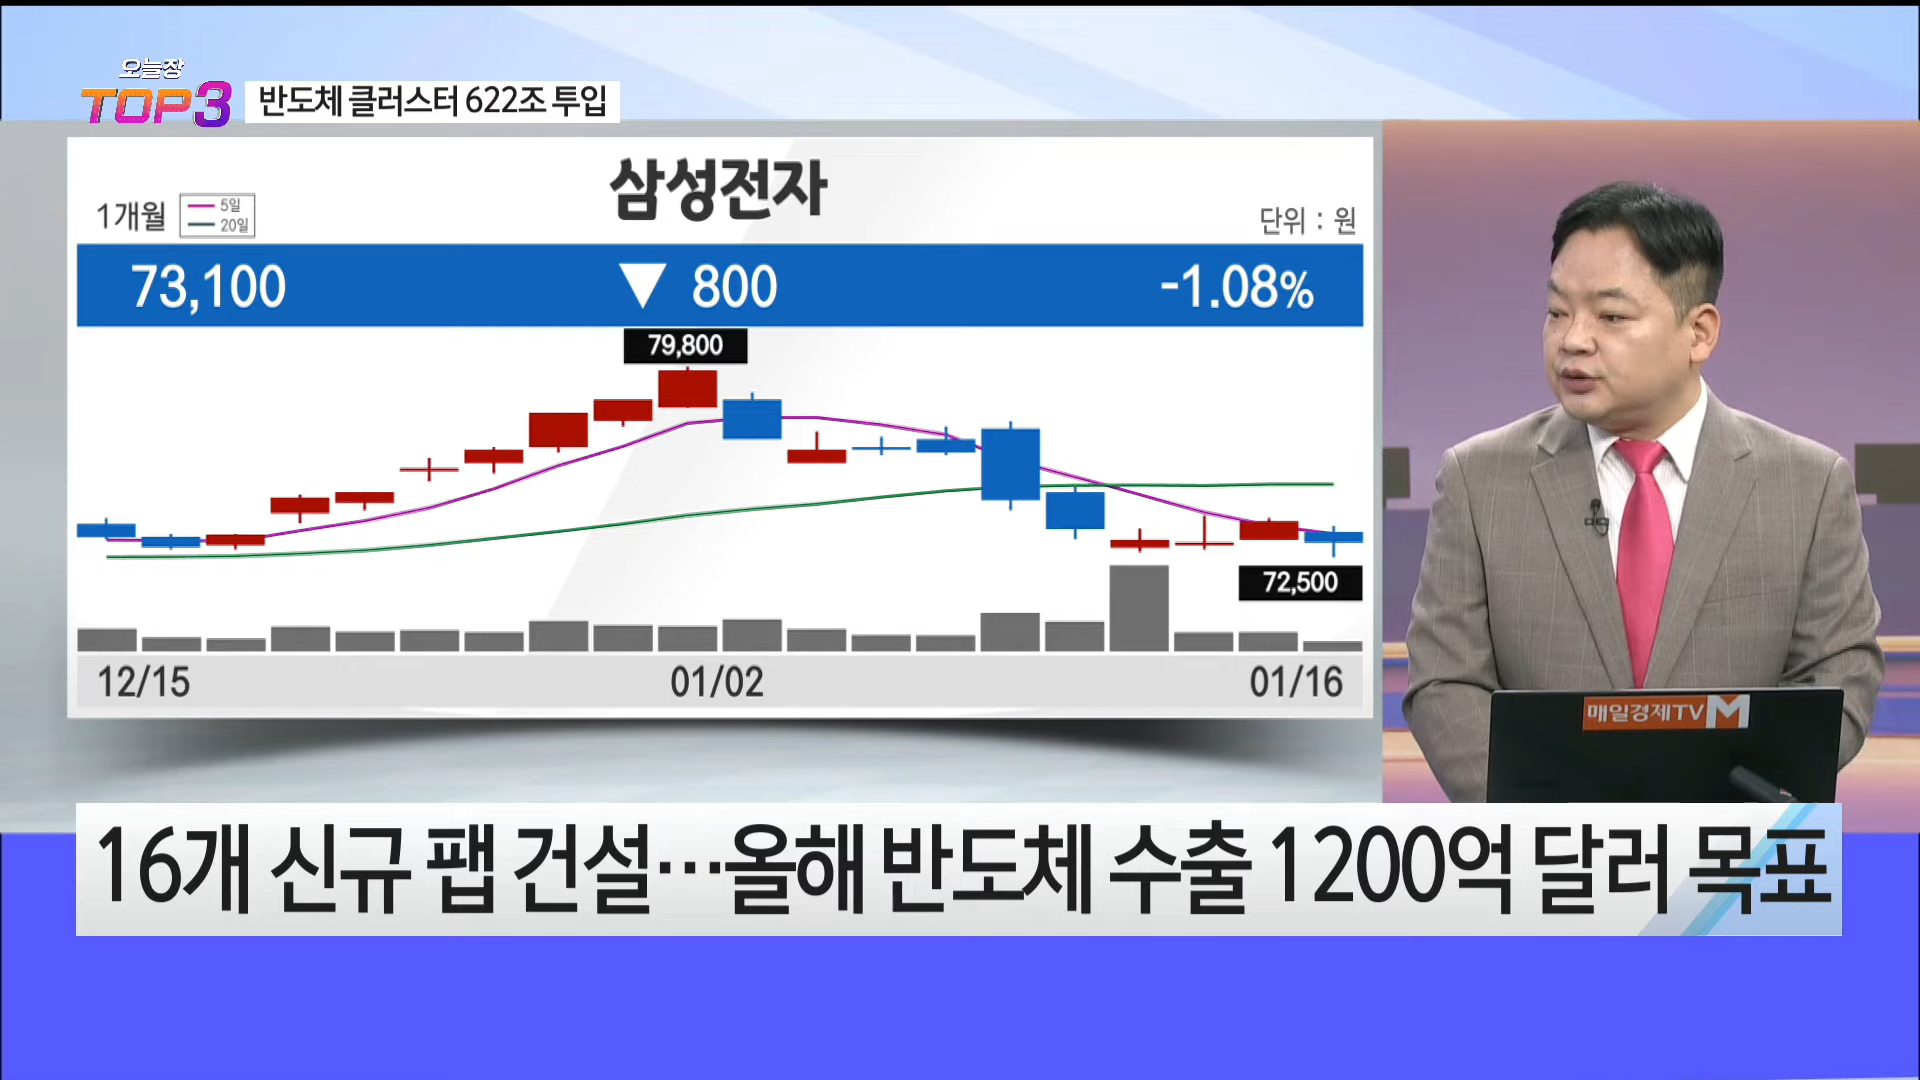 오늘장
TOP3
반도체 클러스터 622조 투입
삼성전자
1개월
5일
20일
단위 : 원
73,100 ▼ 800 -1.08%
79,800
72,500
12/15 01/02 01/16
매일경제TV M
16개 신규 팹 건설…올해 반도체 수출 1200억 달러 목표